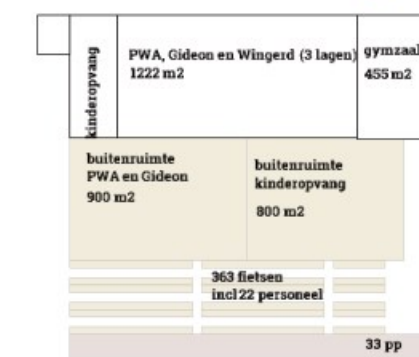 kinderopvang
PWA, Gideon en Wingerd (3 lagen)
1222 m2
gymzaal
455 m2
buitenruimte
PWA en Gideon
900 m2
buitenruimte
kinderopvang
800 m2
363 fietsen
incl 22 personeel
33 pp